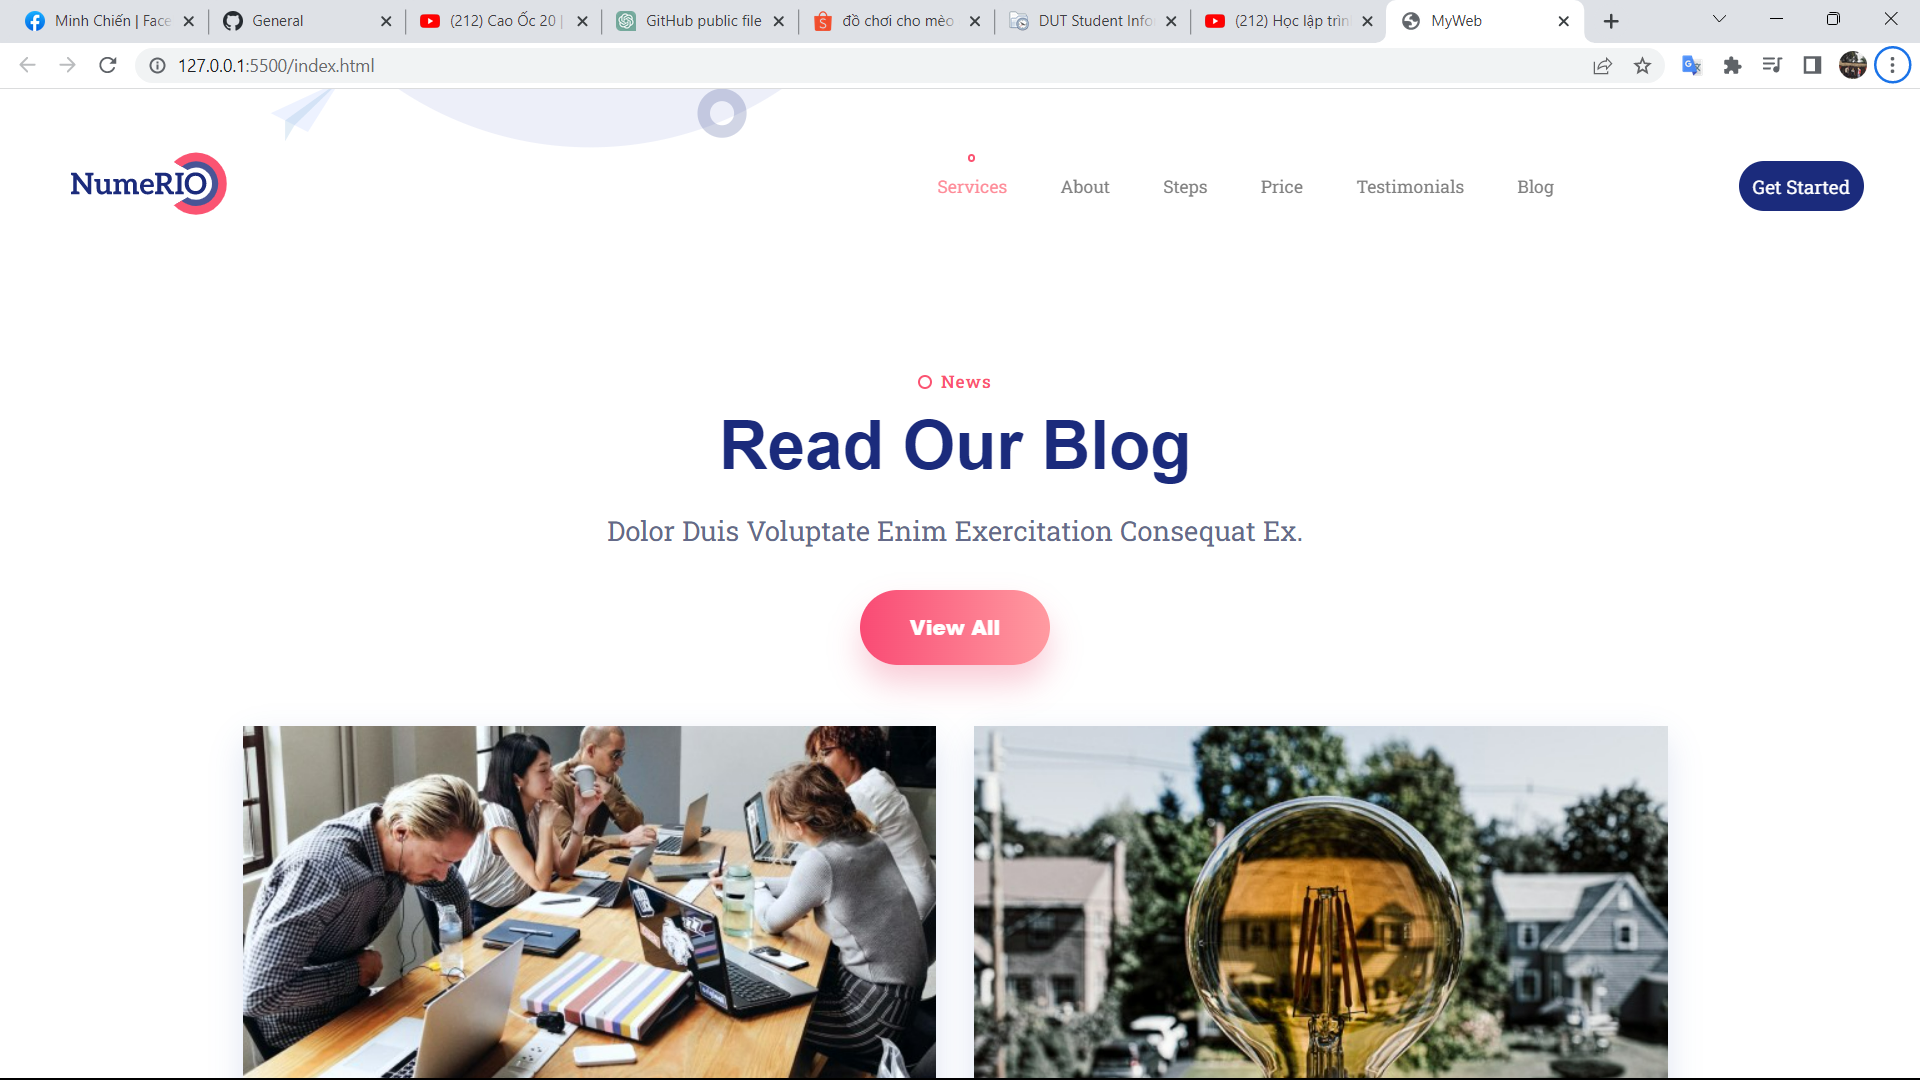 Minh Chiến | Face
General
(212) Cao Ốc 20 |
GitHub public file
đồ chơi cho mèo
DUT Student Info
(212) Học lập trìn
MyWeb
127.0.0.1:5500/index.html
NumeRIO
Services
About
Steps
Price
Testimonials
Blog
Get Started
News
Read Our Blog
Dolor Duis Voluptate Enim Exercitation Consequat Ex.
View All